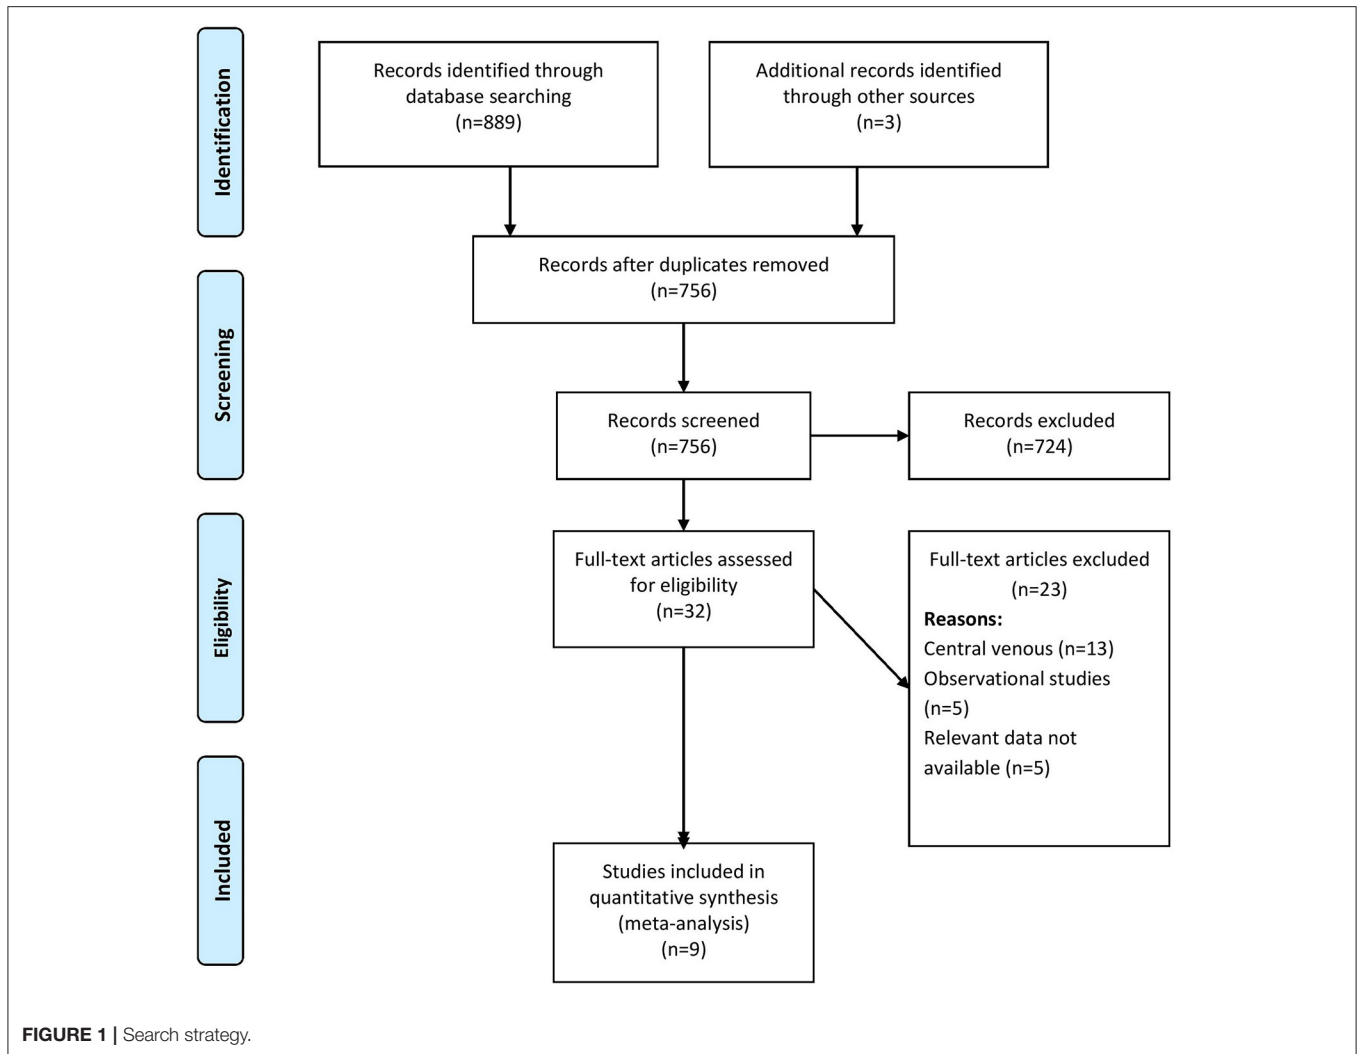 Identification
Records identified through
database searching
(n=889)
Additional records identified
through other sources
(n=3)
Records after duplicates removed
(n=756)
Screening
Records screened
(n=756)
Records excluded
(n=724)
Eligibility
Full-text articles assessed
for eligibility
(n=32)
Full-text articles excluded
(n=23)
Reasons:
Central venous (n=13)
Observational studies
(n=5)
Relevant data not
available (n=5)
Included
Studies included in
quantitative synthesis
(meta-analysis)
(n=9)
FIGURE 1 | Search strategy.